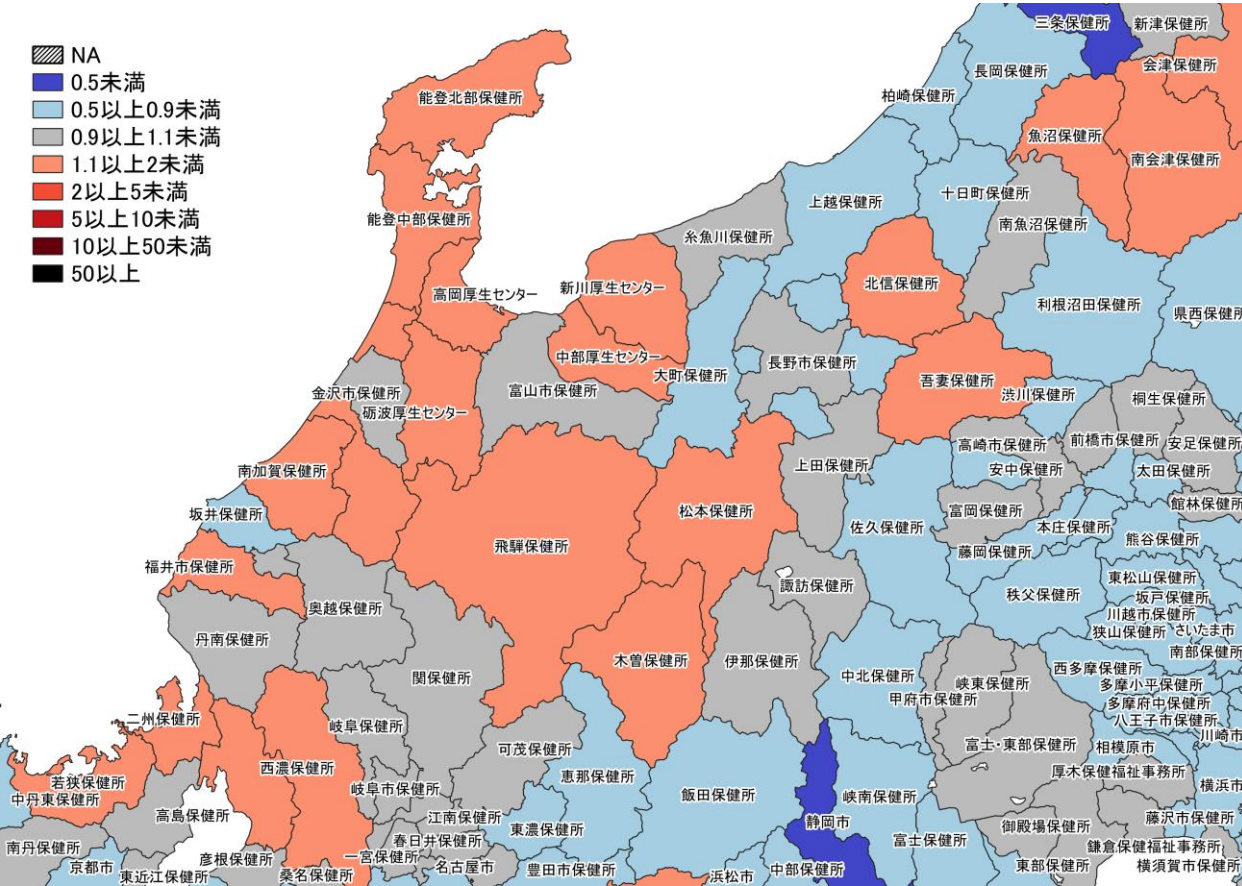 NA
0.5未満
0.5以上0.9未満
0.9以上1.1未満
1.1以上2未満
2以上5未満
5以上10未満
10以上50未満
50以上
三条保健所
新津保健所
会津保健所
長岡保健所
柏崎保健所
能登北部保健所
魚沼保健所
南会津保健所
十日町保健所
上越保健所
能登中部保健所
南魚沼保健所
糸魚川保健所
北信保健所
新川厚生センター
高岡厚生センター
利根沼田保健所
県西保健所
中部厚生センター
長野市保健所
大町保健所
吾妻保健所
富山市保健所
金沢市保健所
渋川保健所
桐生保健所
砺波厚生センター
高崎市保健所
前橋市保健所
安足保健所
上田保健所
安中保健所
太田保健所
南加賀保健所
館林保健所
坂井保健所
松本保健所
富岡保健所
佐久保健所
本庄保健所
熊谷保健所
飛騨保健所
藤岡保健所
福井市保健所
東松山保健所
諏訪保健所
秩父保健所
坂戸保健所
奥越保健所
川越市保健所
狭山保健所
さいたま市
丹南保健所
南部保健所
木曽保健所
伊那保健所
西多摩保健所
関保健所
中北保健所
峡東保健所
多摩小平保健所
甲府市保健所
多摩府中保健所
二州保健所
八王子市保健所
岐阜保健所
川崎市
可茂保健所
富士・東部保健所
相模原市
西濃保健所
恵那保健所
厚木保健福祉事務所
若狭保健所
横浜市
岐阜市保健所
飯田保健所
峡南保健所
中丹東保健所
高島保健所
江南保健所
静岡市
藤沢市保健所
東濃保健所
御殿場保健所
春日井保健所
富士保健所
南丹保健所
鎌倉保健福祉事務所
一宮保健所
彦根保健所
京都市
名古屋市
豊田市保健所
中部保健所
東部保健所
横須賀市保健所
東近江保健所
桑名保健所
浜松市